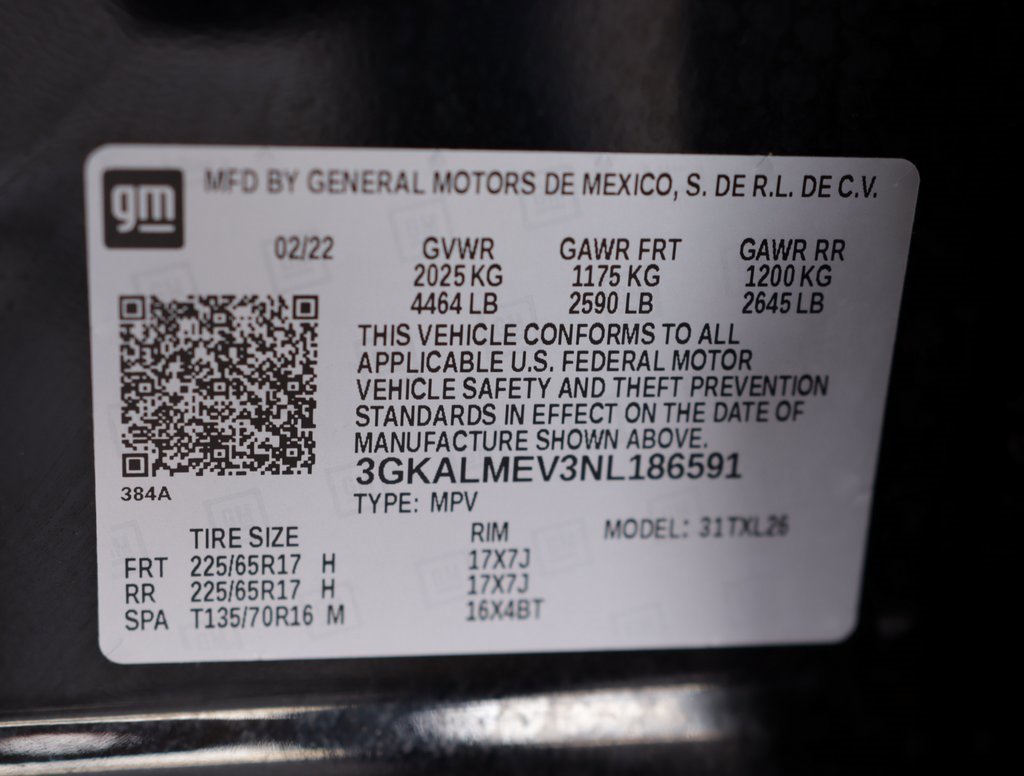 gm
MFD BY GENERAL MOTORS DE MEXICO, S. DE R.L. DE C.V.
02/22 GVWR GAWR FRT GAWR RR
2025 KG 1175 KG 1200 KG
4464 LB 2590 LB 2645 LB
THIS VEHICLE CONFORMS TO ALL
APPLICABLE U.S. FEDERAL MOTOR
VEHICLE SAFETY AND THEFT PREVENTION
STANDARDS IN EFFECT ON THE DATE OF
MANUFACTURE SHOWN ABOVE.
3GKALMEV3NL186591
384A
TYPE: MPV
TIRE SIZE RIM MODEL: 31TXL26
FRT 225/65R17 H 17X7J
RR 225/65R17 H 17X7J
SPA T135/70R16 M 16X4BT